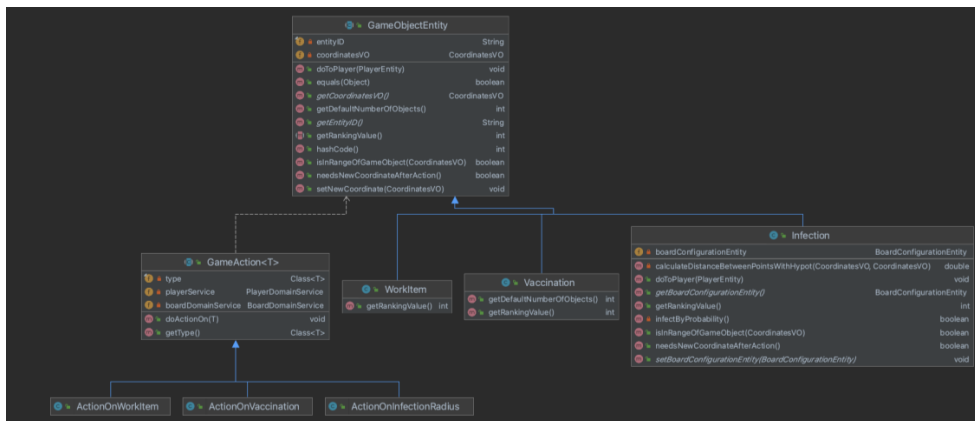 GameObjectEntity
entityID String
coordinatesVO CoordinatesVO
doToPlayer(PlayerEntity) void
equals(Object) boolean
getCoordinatesVO() CoordinatesVO
getDefaultNumberOfObjects() int
getEntityID() String
getRankingValue() int
hashCode() int
isInRangeOfGameObject(CoordinatesVO) boolean
needsNewCoordinateAfterAction() boolean
setNewCoordinate(CoordinatesVO) void
GameAction<T>
type Class<T>
playerService PlayerDomainService
boardDomainService BoardDomainService
doActionOn(T) void
getType() Class<T>
WorkItem
getRankingValue() int
Vaccination
getDefaultNumberOfObjects() int
getRankingValue() int
Infection
boardConfigurationEntity BoardConfigurationEntity
calculateDistanceBetweenPointsWithHypot(CoordinatesVO, CoordinatesVO) double
doToPlayer(PlayerEntity) void
getBoardConfigurationEntity() BoardConfigurationEntity
getRankingValue() int
infectByProbability() boolean
isInRangeOfGameObject(CoordinatesVO) boolean
needsNewCoordinateAfterAction() boolean
setBoardConfigurationEntity(BoardConfigurationEntity) void
ActionOnWorkItem
ActionOnVaccination
ActionOnInfectionRadius